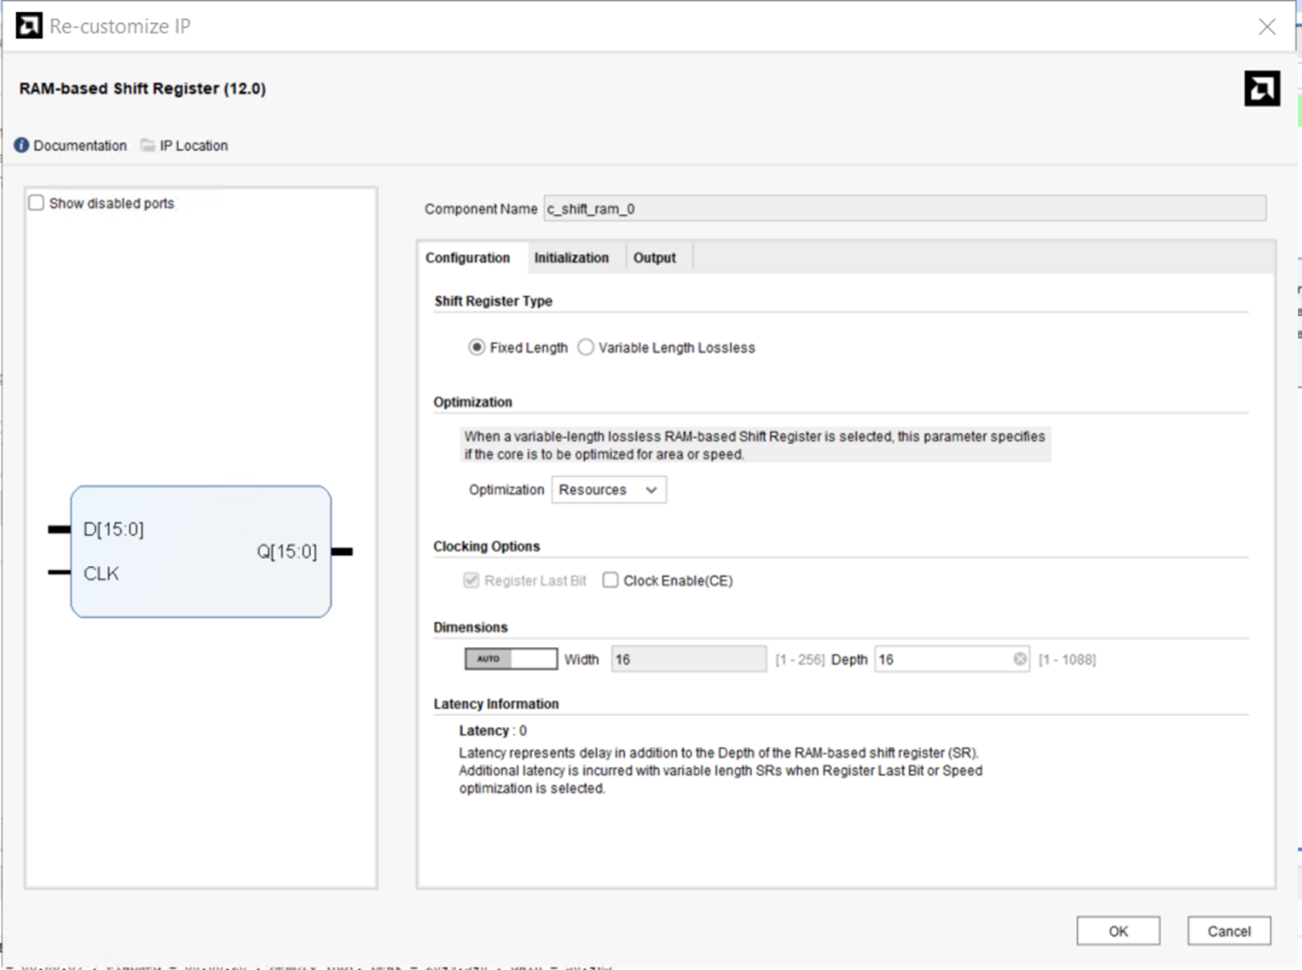 Re-customize IP
RAM-based Shift Register (12.0)
Documentation IP Location
Show disabled ports
D[15:0]
CLK
Q[15:0]
Component Name c_shift_ram_0
Configuration Initialization Output
Shift Register Type
Fixed Length Variable Length Lossless
Optimization
When a variable-length lossless RAM-based Shift Register is selected, this parameter specifies
if the core is to be optimized for area or speed.
Optimization Resources
Clocking Options
Register Last Bit Clock Enable(CE)
Dimensions
AUTO Width 16 [1 - 256] Depth 16 [1 - 1088]
Latency Information
Latency : 0
Latency represents delay in addition to the Depth of the RAM-based shift register (SR).
Additional latency is incurred with variable length SRs when Register Last Bit or Speed
optimization is selected.
OK Cancel